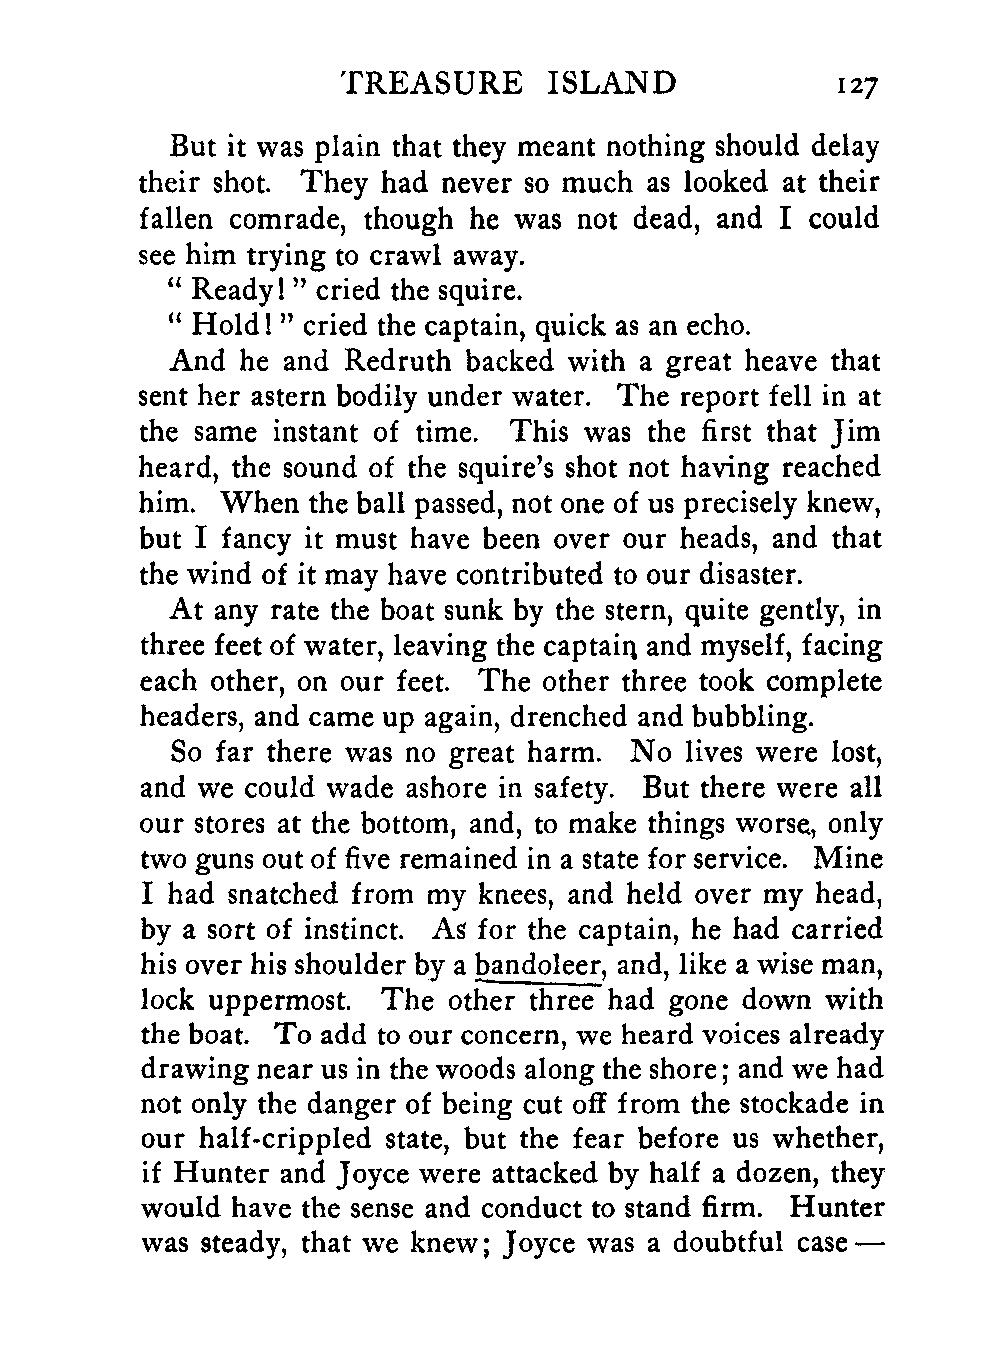 TREASURE ISLAND 127
But it was plain that they meant nothing should delay
their shot. They had never so much as looked at their
fallen comrade, though he was not dead, and I could
see him trying to crawl away.
" Ready! " cried the squire.
" Hold! " cried the captain, quick as an echo.
And he and Redruth backed with a great heave that
sent her astern bodily under water. The report fell in at
the same instant of time. This was the first that Jim
heard, the sound of the squire's shot not having reached
him. When the ball passed, not one of us precisely knew,
but I fancy it must have been over our heads, and that
the wind of it may have contributed to our disaster.
At any rate the boat sunk by the stern, quite gently, in
three feet of water, leaving the captain and myself, facing
each other, on our feet. The other three took complete
headers, and came up again, drenched and bubbling.
So far there was no great harm. No lives were lost,
and we could wade ashore in safety. But there were all
our stores at the bottom, and, to make things worse, only
two guns out of five remained in a state for service. Mine
I had snatched from my knees, and held over my head,
by a sort of instinct. As for the captain, he had carried
his over his shoulder by a bandoleer, and, like a wise man,
lock uppermost. The other three had gone down with
the boat. To add to our concern, we heard voices already
drawing near us in the woods along the shore; and we had
not only the danger of being cut off from the stockade in
our half-crippled state, but the fear before us whether,
if Hunter and Joyce were attacked by half a dozen, they
would have the sense and conduct to stand firm. Hunter
was steady, that we knew; Joyce was a doubtful case —